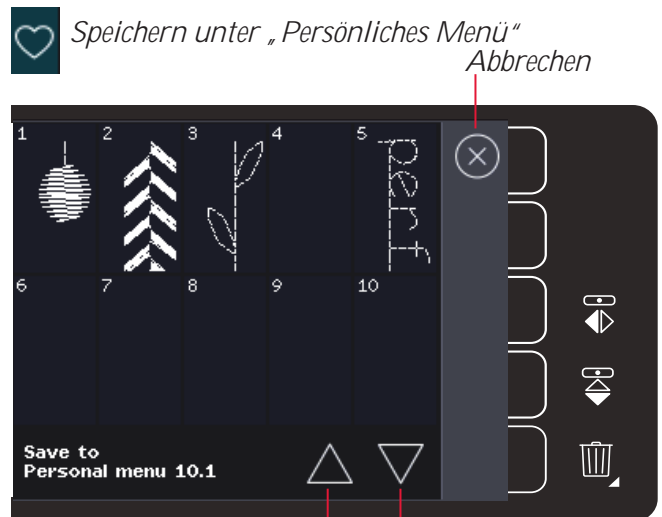 Speichern unter „Persönliches Menü“
Abbrechen
1 2 3 4 5
perf
6 7 8 9 10
Save to
Personal menu 10.1